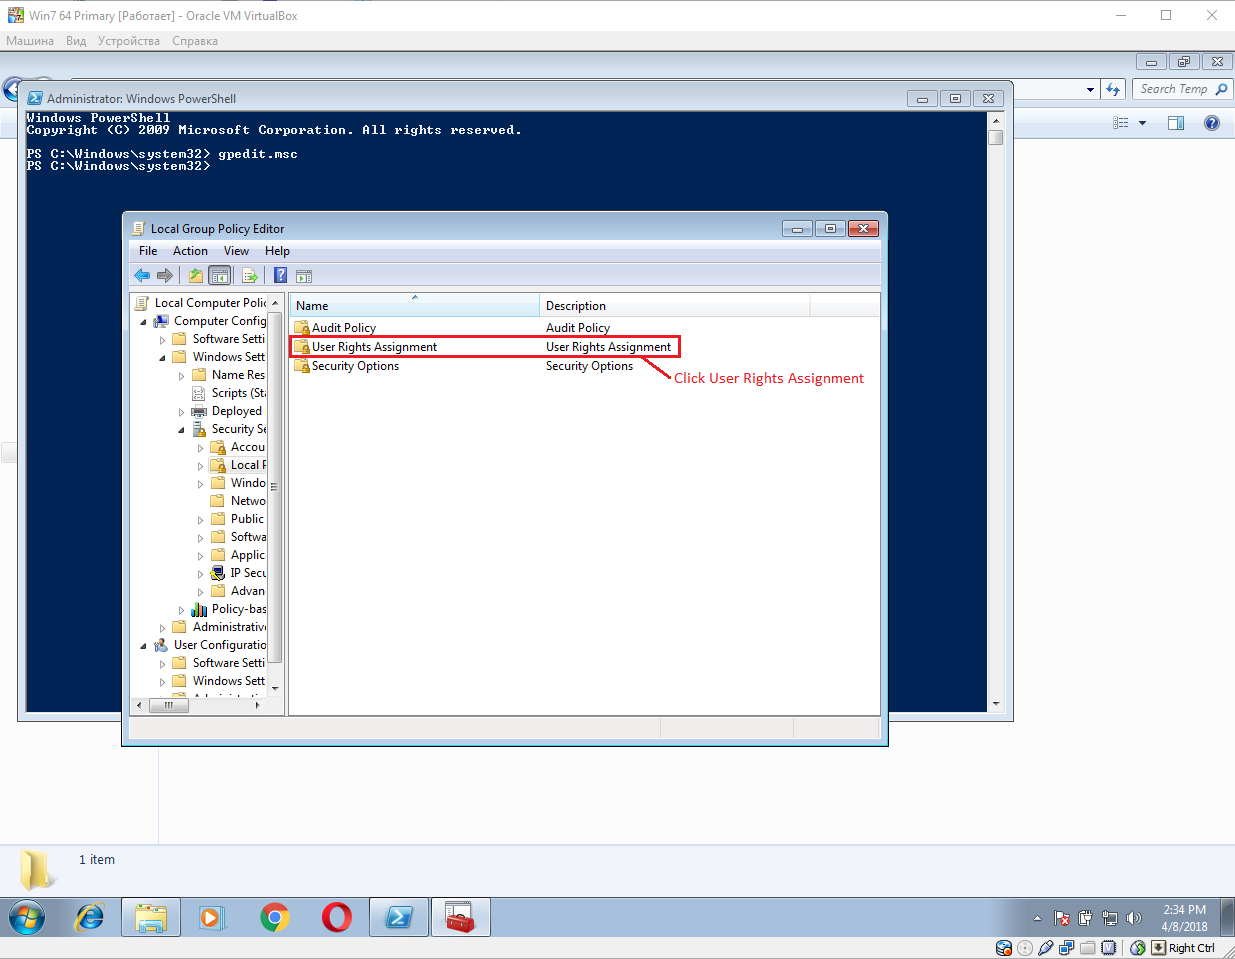 Win7 64 Primary [Работает] - Oracle VM VirtualBox
Машина Вид Устройства Справка
Search Temp
Administrator: Windows PowerShell
Windows PowerShell
Copyright (C) 2009 Microsoft Corporation. All rights reserved.
PS C:\Windows\system32> gpedit.msc
PS C:\Windows\system32>
Local Group Policy Editor
File Action View Help
Local Computer Polic
Computer Config
Software Setti
Windows Sett
Name Res
Scripts (Sta
Deployed
Security Se
Accou
Local P
Windo
Netwo
Public
Softwa
Applic
IP Secu
Advan
Policy-bas
Administrative
User Configuratio
Software Setti
Windows Sett
Name Description
Audit Policy Audit Policy
User Rights Assignment User Rights Assignment
Security Options Security Options
Click User Rights Assignment
1 item
2:34 PM
4/8/2018
Right Ctrl